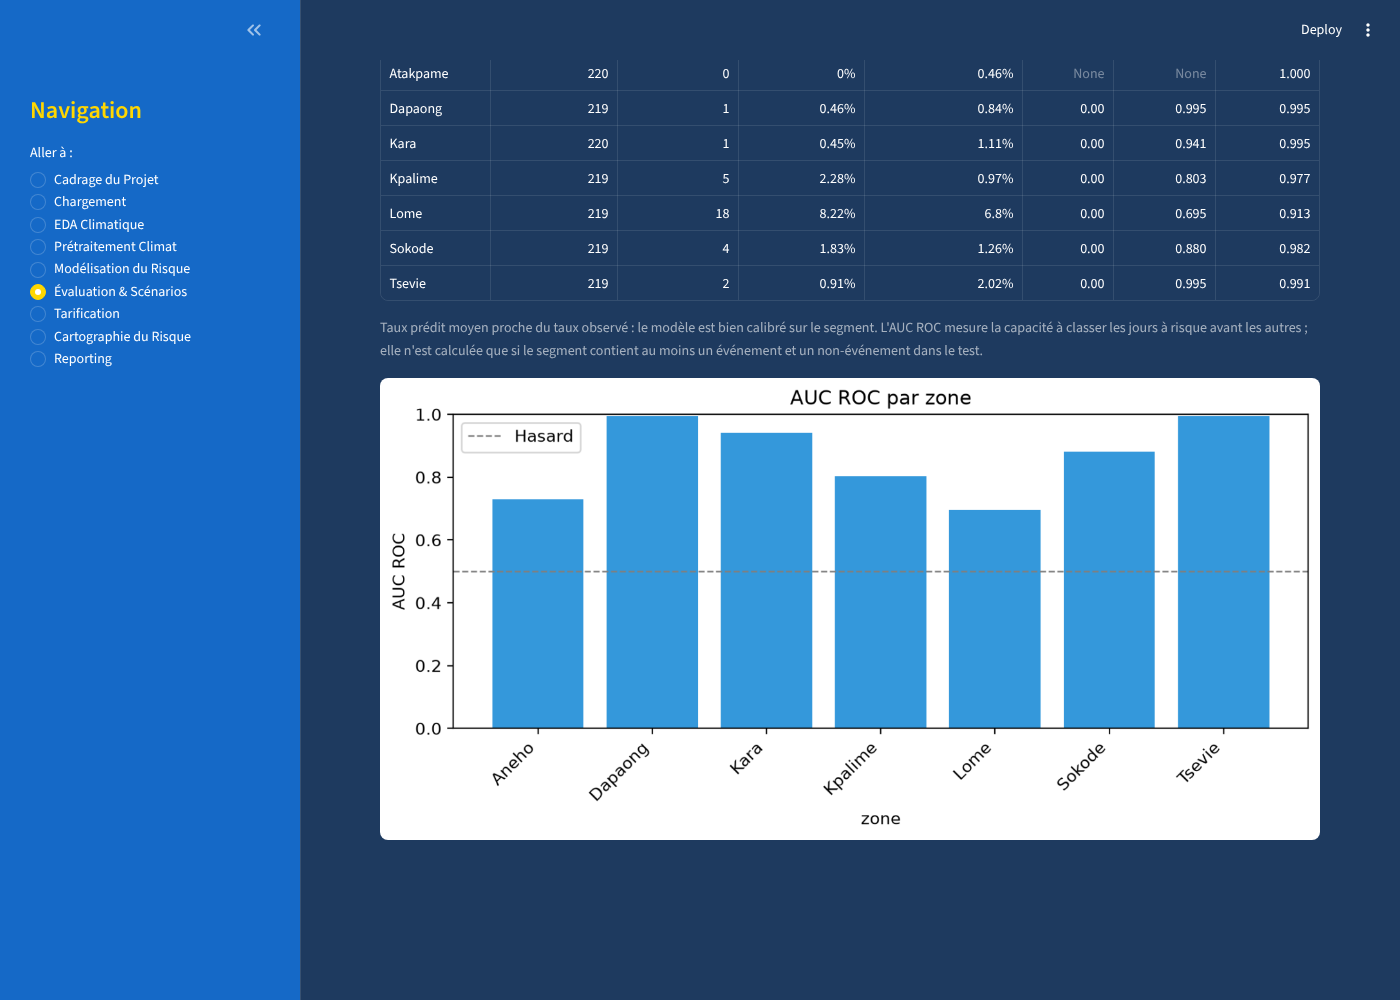 Deploy
Navigation
Aller à :
Cadrage du Projet
Chargement
EDA Climatique
Prétraitement Climat
Modélisation du Risque
Évaluation & Scénarios
Tarification
Cartographie du Risque
Reporting
Atakpame 220 0 0% 0.46% None None 1.000
Dapaong 219 1 0.46% 0.84% 0.00 0.995 0.995
Kara 220 1 0.45% 1.11% 0.00 0.941 0.995
Kpalime 219 5 2.28% 0.97% 0.00 0.803 0.977
Lome 219 18 8.22% 6.8% 0.00 0.695 0.913
Sokode 219 4 1.83% 1.26% 0.00 0.880 0.982
Tsevie 219 2 0.91% 2.02% 0.00 0.995 0.991
Taux prédit moyen proche du taux observé : le modèle est bien calibré sur le segment. L'AUC ROC mesure la capacité à classer les jours à risque avant les autres ;
elle n'est calculée que si le segment contient au moins un événement et un non-événement dans le test.
AUC ROC par zone
Hasard
AUC ROC
1.0
0.8
0.6
0.4
0.2
0.0
Aneho
Dapaong
Kara
Kpalime
Lome
Sokode
Tsevie
zone